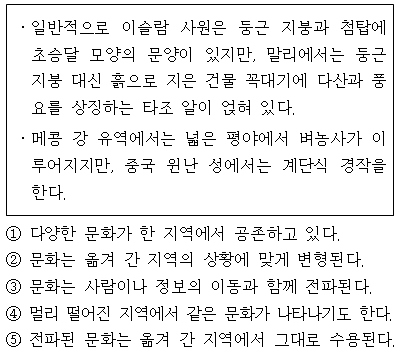 · 일반적으로 이슬람 사원은 둥근 지붕과 첨탑에
초승달 모양의 문양이 있지만, 말리에서는 둥근
지붕 대신 흙으로 지은 건물 꼭대기에 다산과 풍
요를 상징하는 타조 알이 얹혀 있다.
· 메콩 강 유역에서는 넓은 평야에서 벼농사가 이
루어지지만, 중국 윈난 성에서는 계단식 경작을
한다.
① 다양한 문화가 한 지역에서 공존하고 있다.
② 문화는 옮겨 간 지역의 상황에 맞게 변형된다.
③ 문화는 사람이나 정보의 이동과 함께 전파된다.
④ 멀리 떨어진 지역에서 같은 문화가 나타나기도 한다.
⑤ 전파된 문화는 옮겨 간 지역에서 그대로 수용된다.